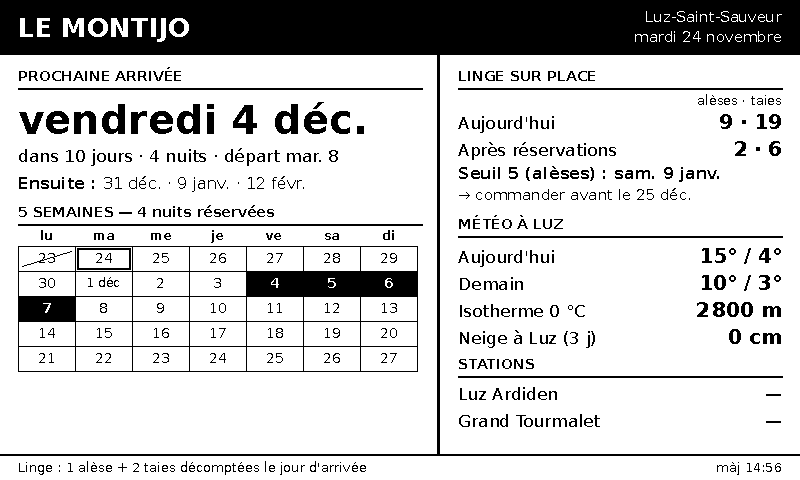 LE MONTIJO
Luz-Saint-Sauveur
mardi 24 novembre
PROCHAINE ARRIVÉE
vendredi 4 déc.
dans 10 jours · 4 nuits · départ mar. 8
Ensuite : 31 déc. · 9 janv. · 12 févr.
5 SEMAINES — 4 nuits réservées
lu ma me je ve sa di
23 24 25 26 27 28 29
30 1 déc 2 3 4 5 6
7 8 9 10 11 12 13
14 15 16 17 18 19 20
21 22 23 24 25 26 27
LINGE SUR PLACE
alèses · taies
Aujourd'hui 9 · 19
Après réservations 2 · 6
Seuil 5 (alèses) : sam. 9 janv.
→ commander avant le 25 déc.
MÉTÉO À LUZ
Aujourd'hui 15° / 4°
Demain 10° / 3°
Isotherme 0 °C 2800 m
Neige à Luz (3 j) 0 cm
STATIONS
Luz Ardiden —
Grand Tourmalet —
Linge : 1 alèse + 2 taies décomptées le jour d'arrivée
màj 14:56